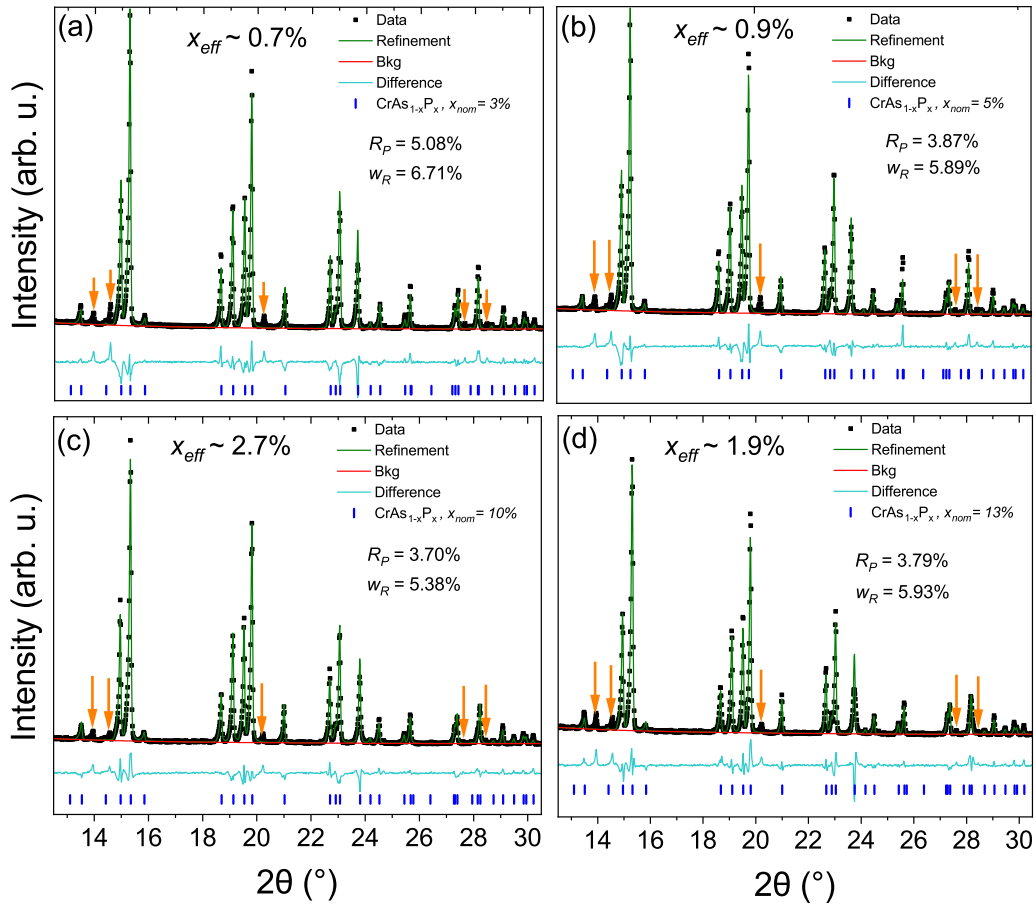 (a)
x_eff ~ 0.7%
Data
Refinement
Bkg
Difference
CrAs₁₋ₓPₓ , x_nom = 3%
R_P = 5.08%
w_R = 6.71%
Intensity (arb. u.)
(b)
x_eff ~ 0.9%
Data
Refinement
Bkg
Difference
CrAs₁₋ₓPₓ , x_nom = 5%
R_P = 3.87%
w_R = 5.89%
(c)
x_eff ~ 2.7%
Data
Refinement
Bkg
Difference
CrAs₁₋ₓPₓ , x_nom = 10%
R_P = 3.70%
w_R = 5.38%
Intensity (arb. u.)
14 16 18 20 22 24 26 28 30
2θ (°)
(d)
x_eff ~ 1.9%
Data
Refinement
Bkg
Difference
CrAs₁₋ₓPₓ , x_nom = 13%
R_P = 3.79%
w_R = 5.93%
14 16 18 20 22 24 26 28 30
2θ (°)